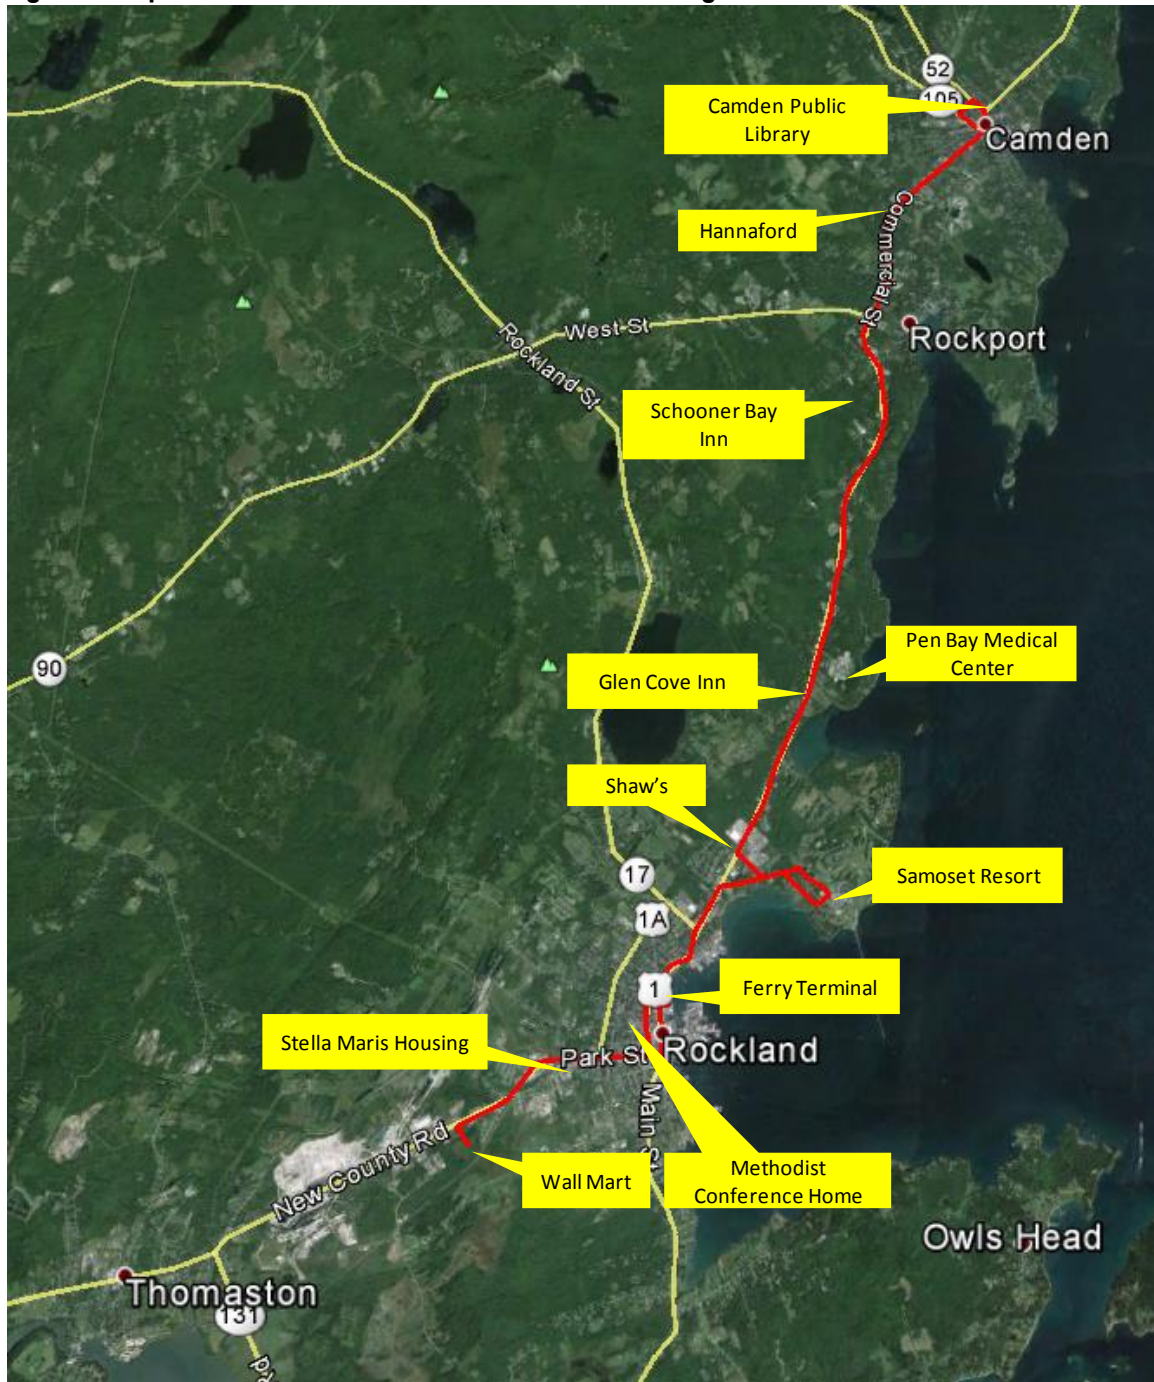 52
105
Camden Public
Library
Camden
Hannaford
Commercial St
West St
Rockport
Rockland St
Schooner Bay
Inn
Pen Bay Medical
Center
90
Glen Cove Inn
Shaw's
17
Samoset Resort
1A
1
Ferry Terminal
Stella Maris Housing
Park St
Rockland
Main St
New County Rd
Wall Mart
Methodist
Conference Home
Owls Head
Thomaston
131